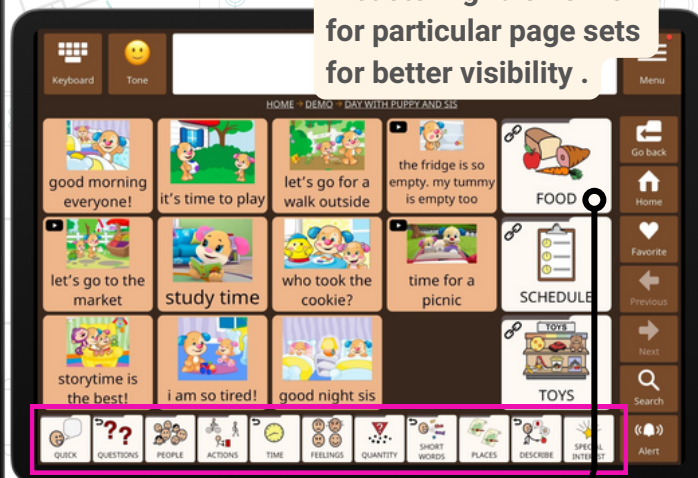 for particular page sets
for better visibility .
Keyboard
Tone
Menu
HOME → DEMO → DAY WITH PUPPY AND SIS
good morning
everyone!
it's time to play
let's go for a
walk outside
the fridge is so
empty. my tummy
is empty too
FOOD
Go back
Home
let's go to the
market
study time
who took the
cookie?
time for a
picnic
SCHEDULE
Favorite
Previous
storytime is
the best!
i am so tired!
good night sis
TOYS
TOYS
Next
Search
QUICK
QUESTIONS
PEOPLE
ACTIONS
TIME
FEELINGS
QUANTITY
SHORT
WORDS
PLACES
DESCRIBE
SPECIAL
INTEREST
Alert